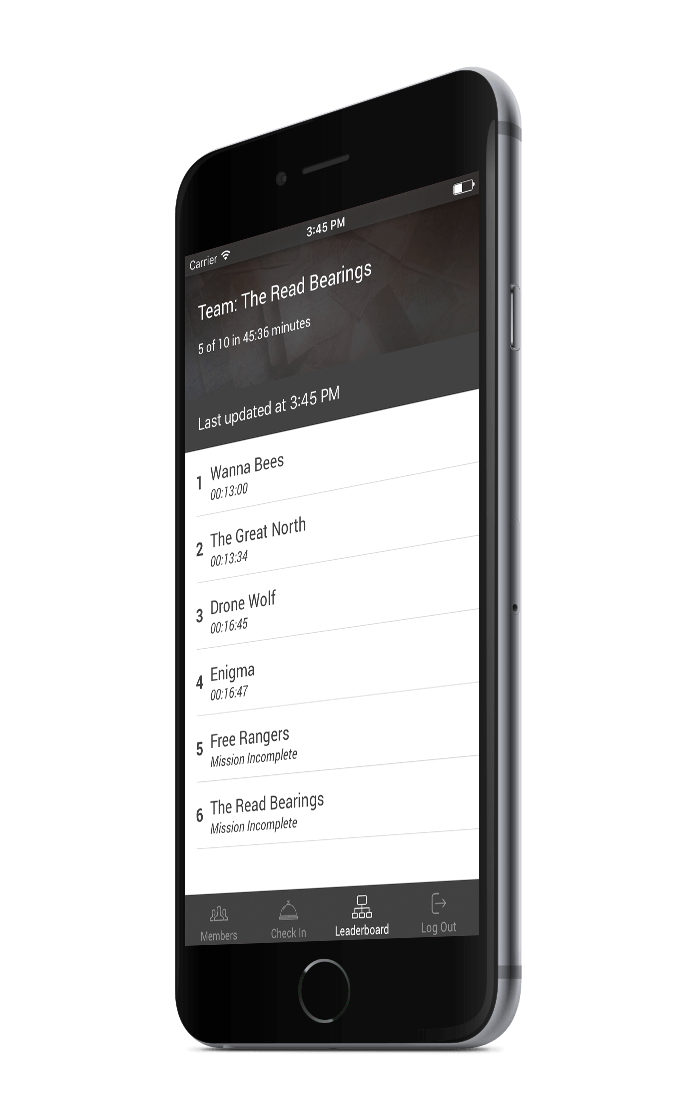 Carrier 3:45 PM
Team: The Read Bearings
5 of 10 in 45:36 minutes
Last updated at 3:45 PM
1 Wanna Bees
00:13:00
2 The Great North
00:13:34
3 Drone Wolf
00:16:45
4 Enigma
00:16:47
5 Free Rangers
Mission Incomplete
6 The Read Bearings
Mission Incomplete
Members Check In Leaderboard Log Out